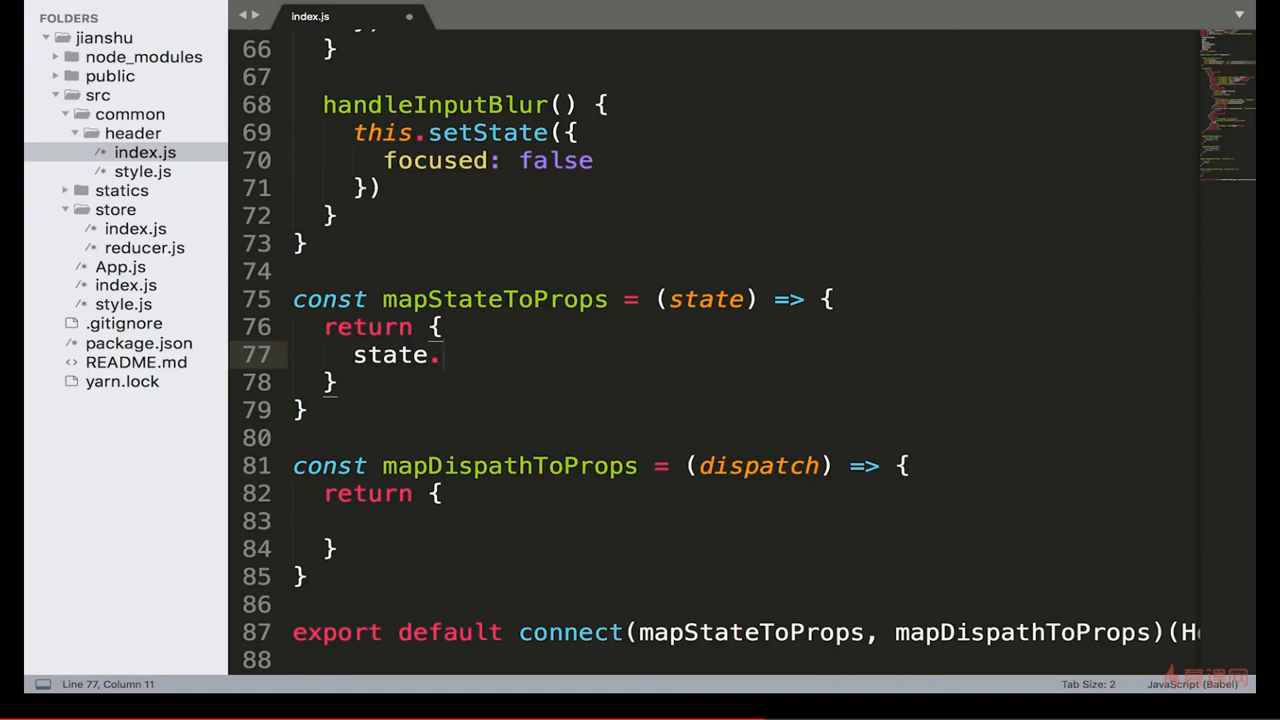 FOLDERS
jianshu
node_modules
public
src
common
header
/* index.js
/* style.js
statics
store
/* index.js
/* reducer.js
/* App.js
/* index.js
/* style.js
.gitignore
package.json
<> README.md
yarn.lock
index.js
66 }
67
68 handleInputBlur() {
69 this.setState({
70 focused: false
71 })
72 }
73 }
74
75 const mapStateToProps = (state) => {
76 return {
77 state.
78 }
79 }
80
81 const mapDispathToProps = (dispatch) => {
82 return {
83
84 }
85 }
86
87 export default connect(mapStateToProps, mapDispathToProps)(H
88
Line 77, Column 11
Tab Size: 2
JavaScript (Babel)
慕课网